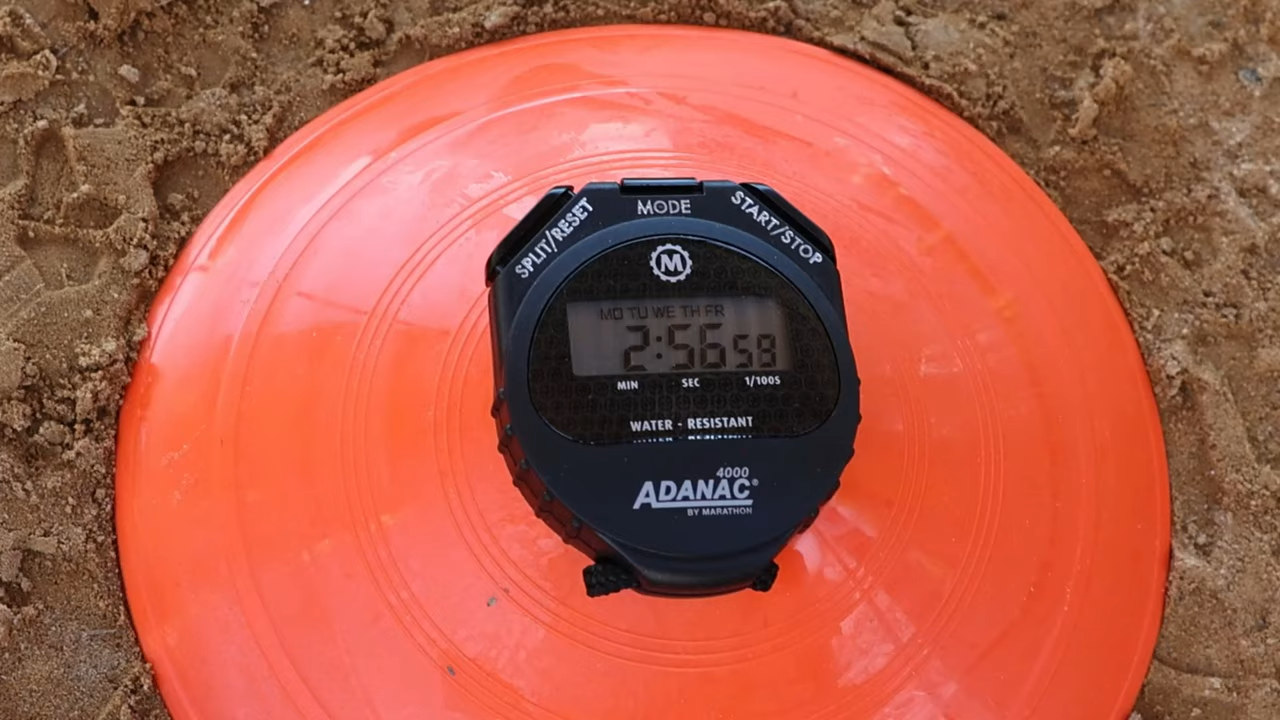 MODE
SPLIT/RESET
START/STOP
M
MO TU WE TH FR
2:56 58
MIN SEC 1/100S
WATER - RESISTANT
4000
ADANAC®
BY MARATHON